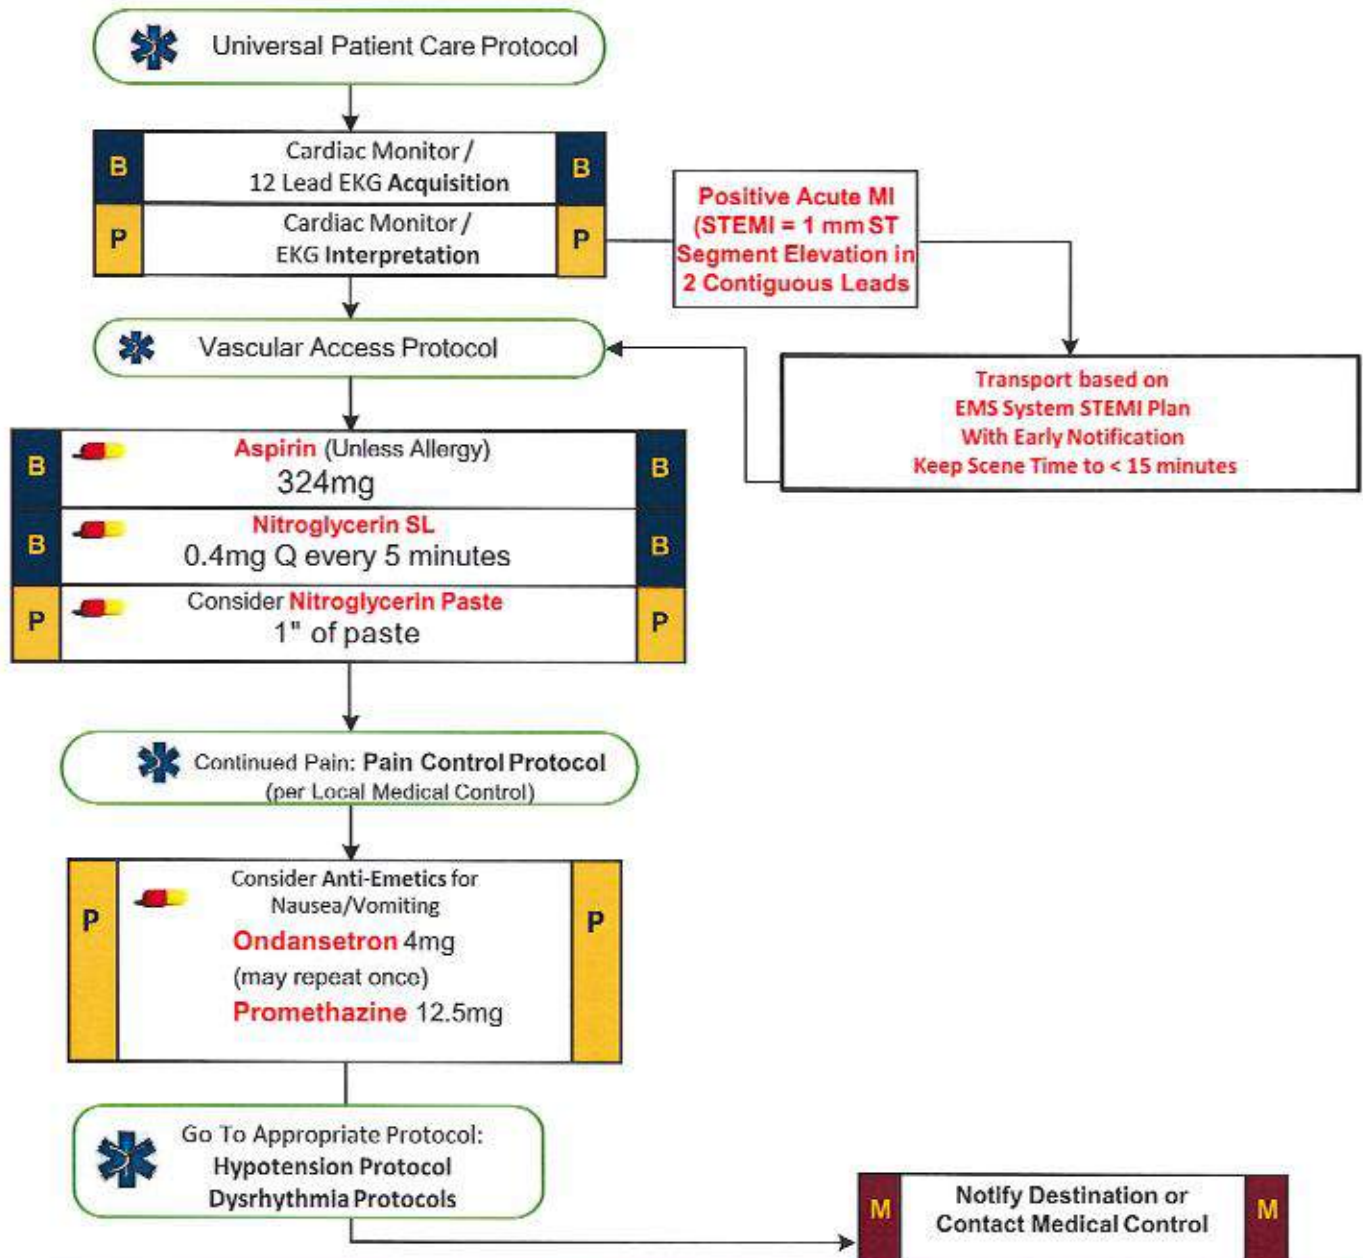 Universal Patient Care Protocol
B
Cardiac Monitor /
12 Lead EKG Acquisition
B
P
Cardiac Monitor /
EKG Interpretation
P
Positive Acute MI
(STEMI = 1 mm ST
Segment Elevation in
2 Contiguous Leads
Vascular Access Protocol
Transport based on
EMS System STEMI Plan
With Early Notification
Keep Scene Time to < 15 minutes
B
Aspirin (Unless Allergy)
324mg
B
B
Nitroglycerin SL
0.4mg Q every 5 minutes
B
P
Consider Nitroglycerin Paste
1" of paste
P
Continued Pain: Pain Control Protocol
(per Local Medical Control)
P
Consider Anti-Emetics for
Nausea/Vomiting
Ondansetron 4mg
(may repeat once)
Promethazine 12.5mg
P
Go To Appropriate Protocol:
Hypotension Protocol
Dysrhythmia Protocols
M
Notify Destination or
Contact Medical Control
M